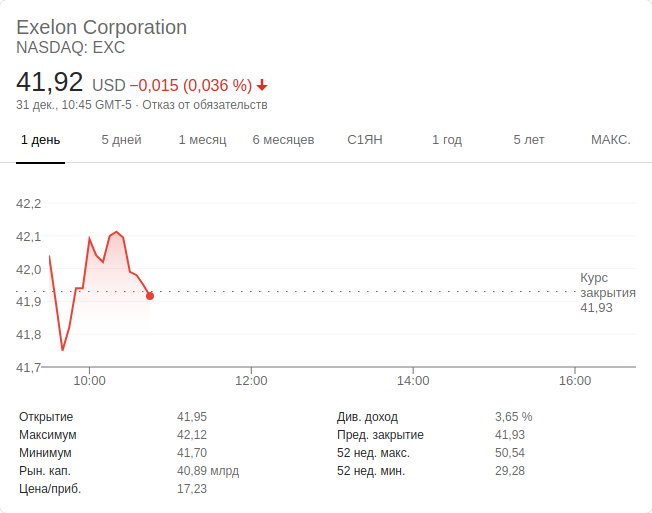 Exelon Corporation
NASDAQ: EXC
41,92 USD −0,015 (0,036 %)
31 дек., 10:45 GMT-5 · Отказ от обязательств
1 день 5 дней 1 месяц 6 месяцев С1ЯН 1 год 5 лет МАКС.
42,2
42,1
42,0
41,9
41,8
41,7
Курс
закрытия
41,93
10:00 12:00 14:00 16:00
Открытие 41,95 Див. доход 3,65 %
Максимум 42,12 Пред. закрытие 41,93
Минимум 41,70 52 нед. макс. 50,54
Рын. кап. 40,89 млрд 52 нед. мин. 29,28
Цена/приб. 17,23